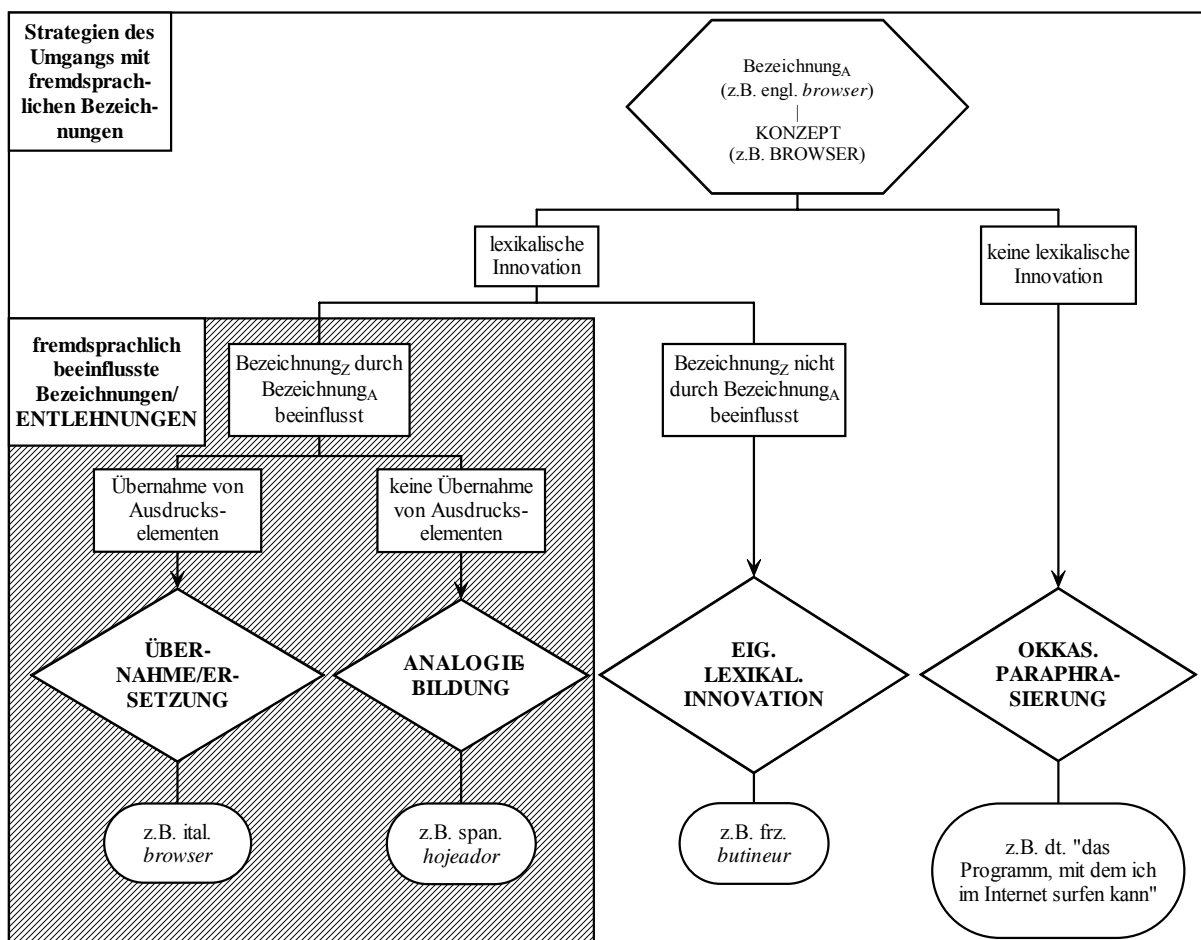 Strategien des
Umgangs mit
fremdsprach-
lichen Bezeich-
nungen
Bezeichnung_A
(z.B. engl. browser)
|
KONZEPT
(z.B. BROWSER)
lexikalische
Innovation
keine lexikalische
Innovation
fremdsprachlich
beeinflusste
Bezeichnungen/
ENTLEHNUNGEN
Bezeichnung_Z durch
Bezeichnung_A
beeinflusst
Bezeichnung_Z nicht
durch Bezeichnung_A
beeinflusst
Übernahme von
Ausdrucks-
elementen
keine Übernahme
von Ausdrucks-
elementen
ÜBER-
NAHME/ER-
SETZUNG
ANALOGIE
BILDUNG
EIG.
LEXIKAL.
INNOVATION
OKKAS.
PARAPHRA-
SIERUNG
z.B. ital.
browser
z.B. span.
hojeador
z.B. frz.
butineur
z.B. dt. "das
Programm, mit dem ich
im Internet surfen kann"